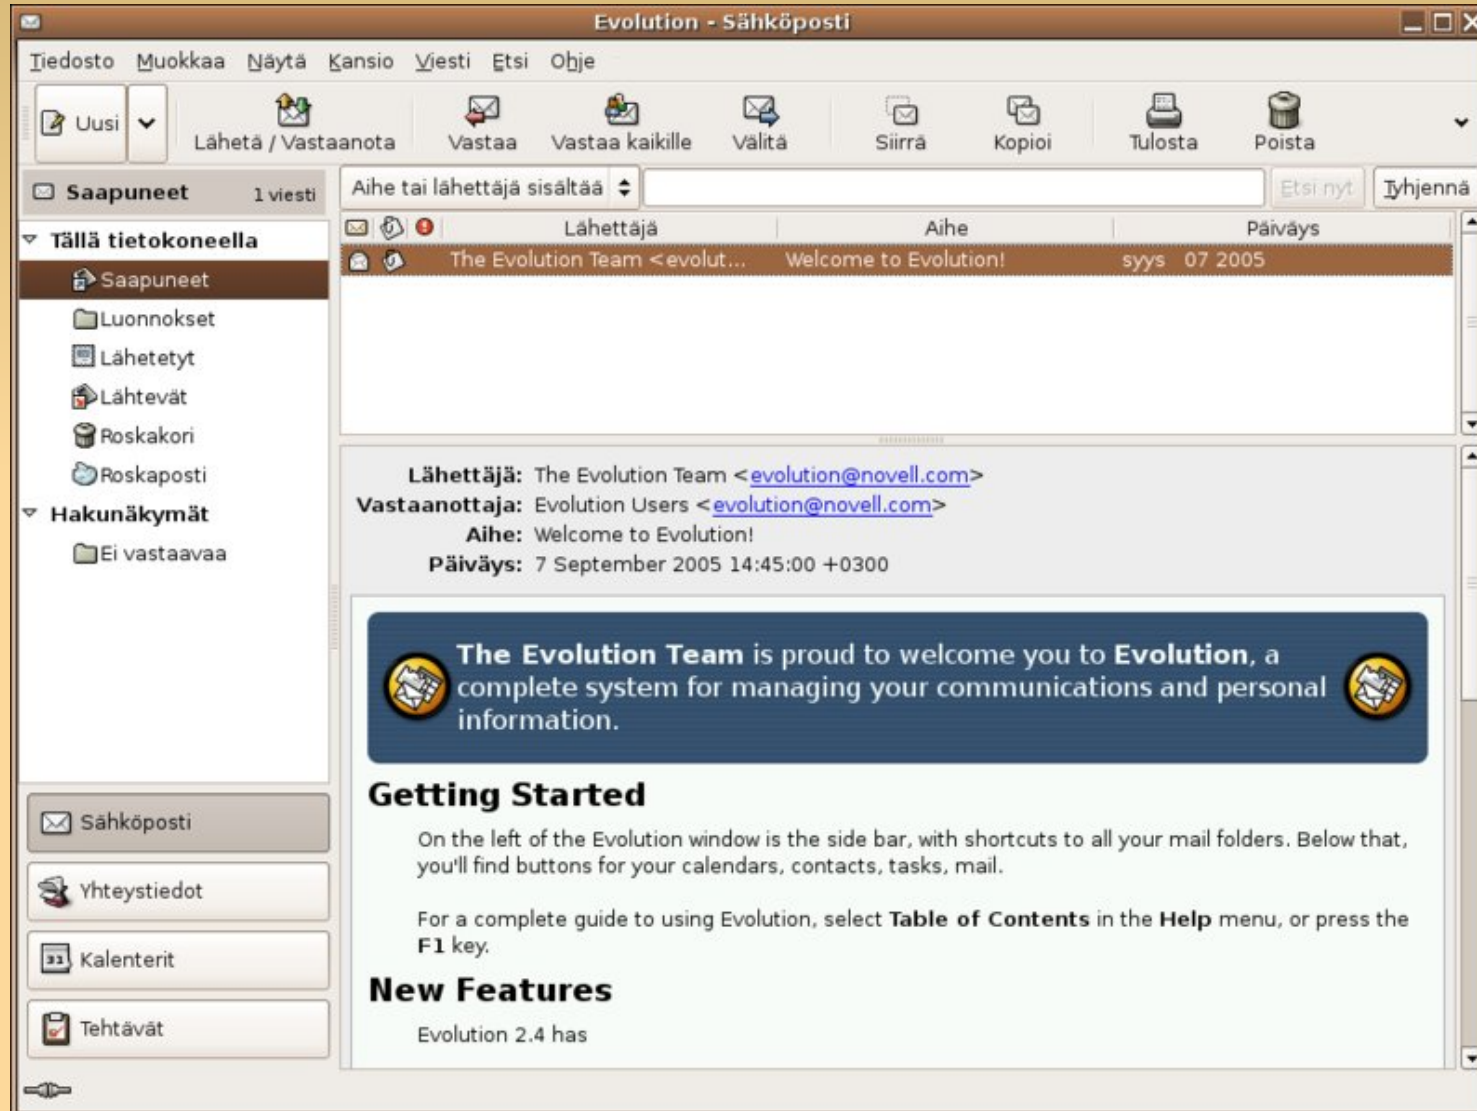 Evolution - Sähköposti
Tiedosto Muokkaa Näytä Kansio Viesti Etsi Ohje
Uusi Lähetä / Vastaanota Vastaa Vastaa kaikille Välitä Siirrä Kopioi Tulosta Poista
Saapuneet 1 viesti
Aihe tai lähettäjä sisältää Etsi nyt Tyhjennä
Tällä tietokoneella
Saapuneet
Luonnokset
Lähetetyt
Lähtevät
Roskakori
Roskaposti
Hakunäkymät
Ei vastaavaa
Sähköposti
Yhteystiedot
31 Kalenterit
Tehtävät
Lähettäjä Aihe Päiväys
The Evolution Team <evolut... Welcome to Evolution! syys 07 2005
Lähettäjä: The Evolution Team <evolution@novell.com>
Vastaanottaja: Evolution Users <evolution@novell.com>
Aihe: Welcome to Evolution!
Päiväys: 7 September 2005 14:45:00 +0300
The Evolution Team is proud to welcome you to Evolution, a
complete system for managing your communications and personal
information.
Getting Started
On the left of the Evolution window is the side bar, with shortcuts to all your mail folders. Below that,
you'll find buttons for your calendars, contacts, tasks, mail.
For a complete guide to using Evolution, select Table of Contents in the Help menu, or press the
F1 key.
New Features
Evolution 2.4 has